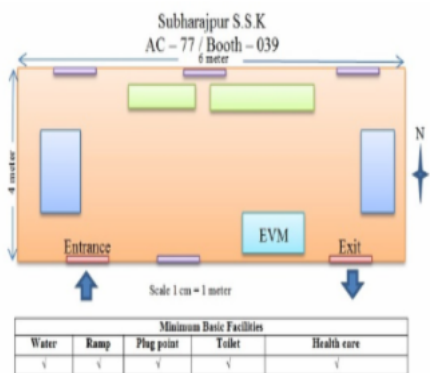 Subharajpur S.S.K
AC – 77 / Booth – 039
6 meter
4 meter
N
EVM
Entrance
Exit
Scale 1 cm = 1 meter
Minimum Basic Facilities
Water Ramp Plug point Toilet Health care
√ √ √ √ √